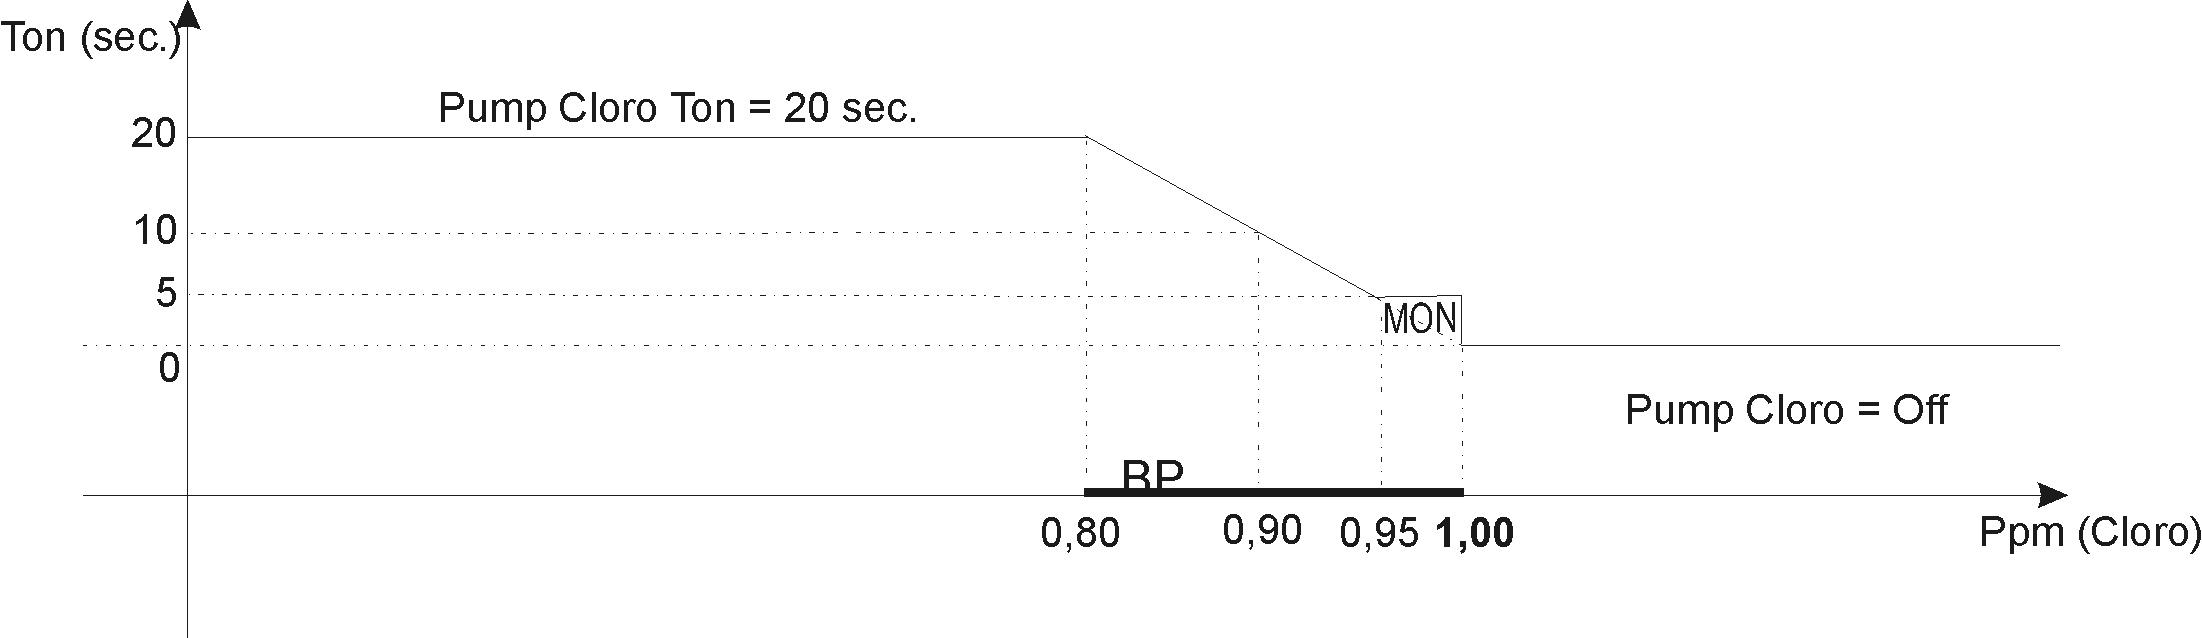 Ton (sec.)
Pump Cloro Ton = 20 sec.
20
10
5
MON
0
Pump Cloro = Off
BP
0,80
0,90
0,95
1,00
Ppm (Cloro)